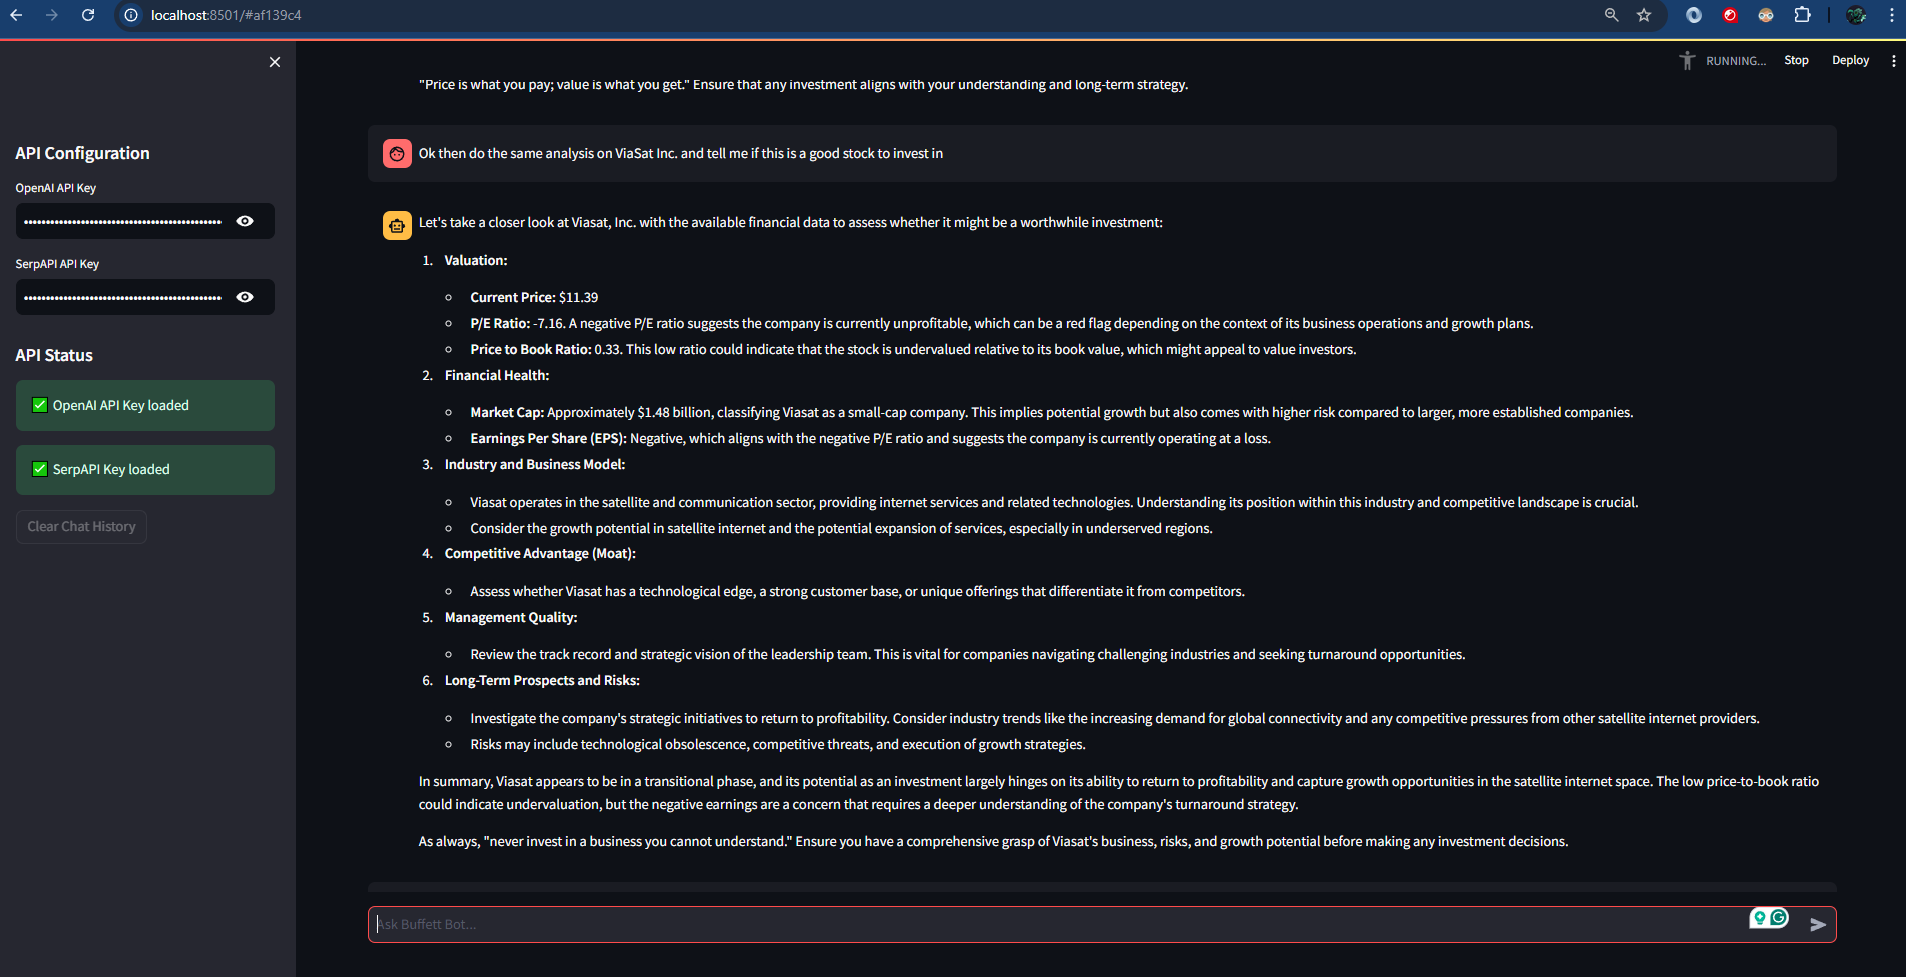 localhost:8501/#af139c4
RUNNING...
Stop
Deploy
API Configuration
OpenAI API Key
SerpAPI API Key
API Status
✅ OpenAI API Key loaded
✅ SerpAPI Key loaded
Clear Chat History
"Price is what you pay; value is what you get." Ensure that any investment aligns with your understanding and long-term strategy.
Ok then do the same analysis on ViaSat Inc. and tell me if this is a good stock to invest in
Let's take a closer look at Viasat, Inc. with the available financial data to assess whether it might be a worthwhile investment:
1. Valuation:
Current Price: $11.39
P/E Ratio: -7.16. A negative P/E ratio suggests the company is currently unprofitable, which can be a red flag depending on the context of its business operations and growth plans.
Price to Book Ratio: 0.33. This low ratio could indicate that the stock is undervalued relative to its book value, which might appeal to value investors.
2. Financial Health:
Market Cap: Approximately $1.48 billion, classifying Viasat as a small-cap company. This implies potential growth but also comes with higher risk compared to larger, more established companies.
Earnings Per Share (EPS): Negative, which aligns with the negative P/E ratio and suggests the company is currently operating at a loss.
3. Industry and Business Model:
Viasat operates in the satellite and communication sector, providing internet services and related technologies. Understanding its position within this industry and competitive landscape is crucial.
Consider the growth potential in satellite internet and the potential expansion of services, especially in underserved regions.
4. Competitive Advantage (Moat):
Assess whether Viasat has a technological edge, a strong customer base, or unique offerings that differentiate it from competitors.
5. Management Quality:
Review the track record and strategic vision of the leadership team. This is vital for companies navigating challenging industries and seeking turnaround opportunities.
6. Long-Term Prospects and Risks:
Investigate the company's strategic initiatives to return to profitability. Consider industry trends like the increasing demand for global connectivity and any competitive pressures from other satellite internet providers.
Risks may include technological obsolescence, competitive threats, and execution of growth strategies.
In summary, Viasat appears to be in a transitional phase, and its potential as an investment largely hinges on its ability to return to profitability and capture growth opportunities in the satellite internet space. The low price-to-book ratio
could indicate undervaluation, but the negative earnings are a concern that requires a deeper understanding of the company's turnaround strategy.
As always, "never invest in a business you cannot understand." Ensure you have a comprehensive grasp of Viasat's business, risks, and growth potential before making any investment decisions.
Ask Buffett Bot...